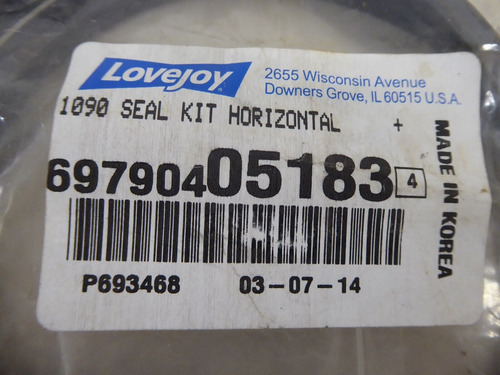 Lovejoy
2655 Wisconsin Avenue
Downers Grove, IL 60515 U.S.A.
1090 SEAL KIT HORIZONTAL +
69790405183 4
MADE IN KOREA
P693468 03-07-14